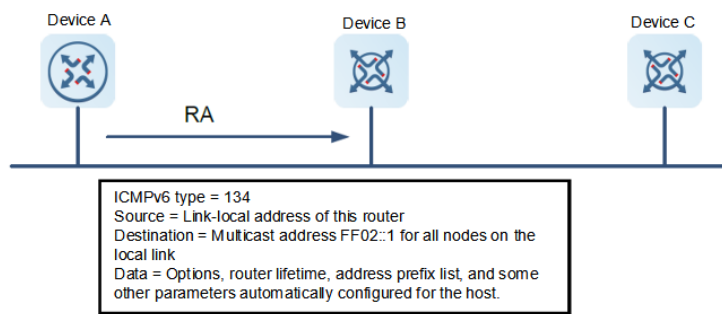 Device A
Device B
Device C
RA
ICMPv6 type = 134
Source = Link-local address of this router
Destination = Multicast address FF02::1 for all nodes on the
local link
Data = Options, router lifetime, address prefix list, and some
other parameters automatically configured for the host.